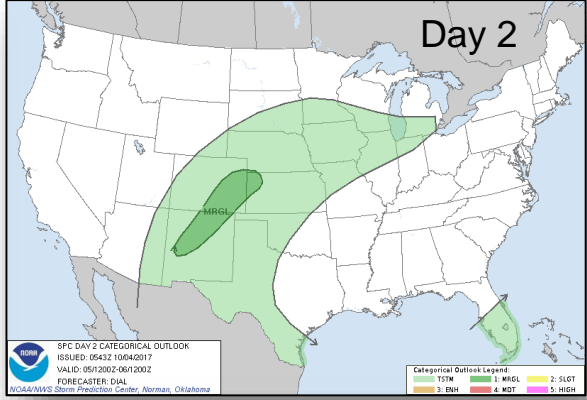 Day 2
MRGL
NOAA
SPC DAY 2 CATEGORICAL OUTLOOK
ISSUED: 0543Z 10/04/2017
VALID: 05/1200Z-06/1200Z
FORECASTER: DIAL
NOAA/NWS Storm Prediction Center, Norman, Oklahoma
Categorical Outlook Legend:
TSTM 1: MRGL 2: SLGT
3: ENH 4: MDT 5: HIGH